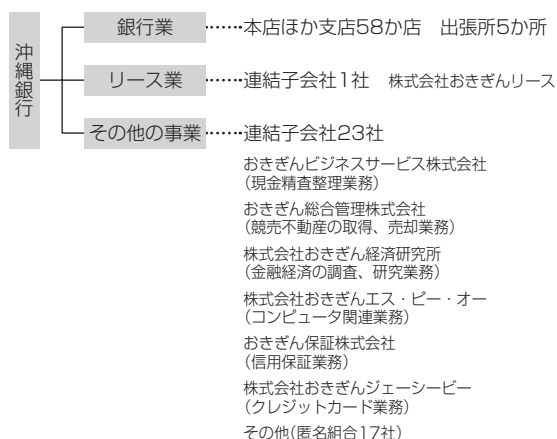 沖縄銀行
銀行業 ……本店ほか支店58か店 出張所5か所
リース業 ……連結子会社1社 株式会社おきぎんリース
その他の事業 ……連結子会社23社
おきぎんビジネスサービス株式会社
（現金精査整理業務）
おきぎん総合管理株式会社
（競売不動産の取得、売却業務）
株式会社おきぎん経済研究所
（金融経済の調査、研究業務）
株式会社おきぎんエス・ピー・オー
（コンピュータ関連業務）
おきぎん保証株式会社
（信用保証業務）
株式会社おきぎんジェーシービー
（クレジットカード業務）
その他（匿名組合17社）